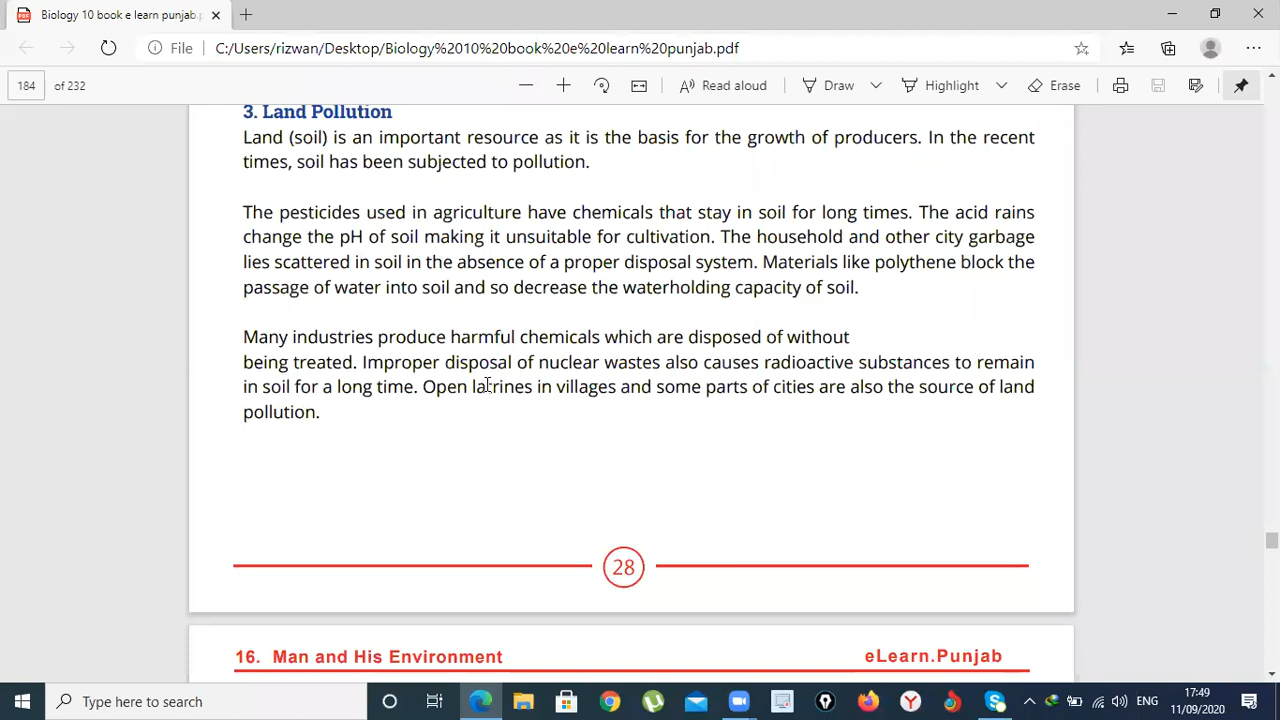 Biology 10 book e learn punjab.p
File
C:/Users/rizwan/Desktop/Biology%2010%20book%20e%20learn%20punjab.pdf
184 of 232
Read aloud
Draw
Highlight
Erase
3. Land Pollution
Land (soil) is an important resource as it is the basis for the growth of producers. In the recent
times, soil has been subjected to pollution.
The pesticides used in agriculture have chemicals that stay in soil for long times. The acid rains
change the pH of soil making it unsuitable for cultivation. The household and other city garbage
lies scattered in soil in the absence of a proper disposal system. Materials like polythene block the
passage of water into soil and so decrease the waterholding capacity of soil.
Many industries produce harmful chemicals which are disposed of without
being treated. Improper disposal of nuclear wastes also causes radioactive substances to remain
in soil for a long time. Open latrines in villages and some parts of cities are also the source of land
pollution.
28
16. Man and His Environment
eLearn.Punjab
Type here to search
ENG
17:49
11/09/2020